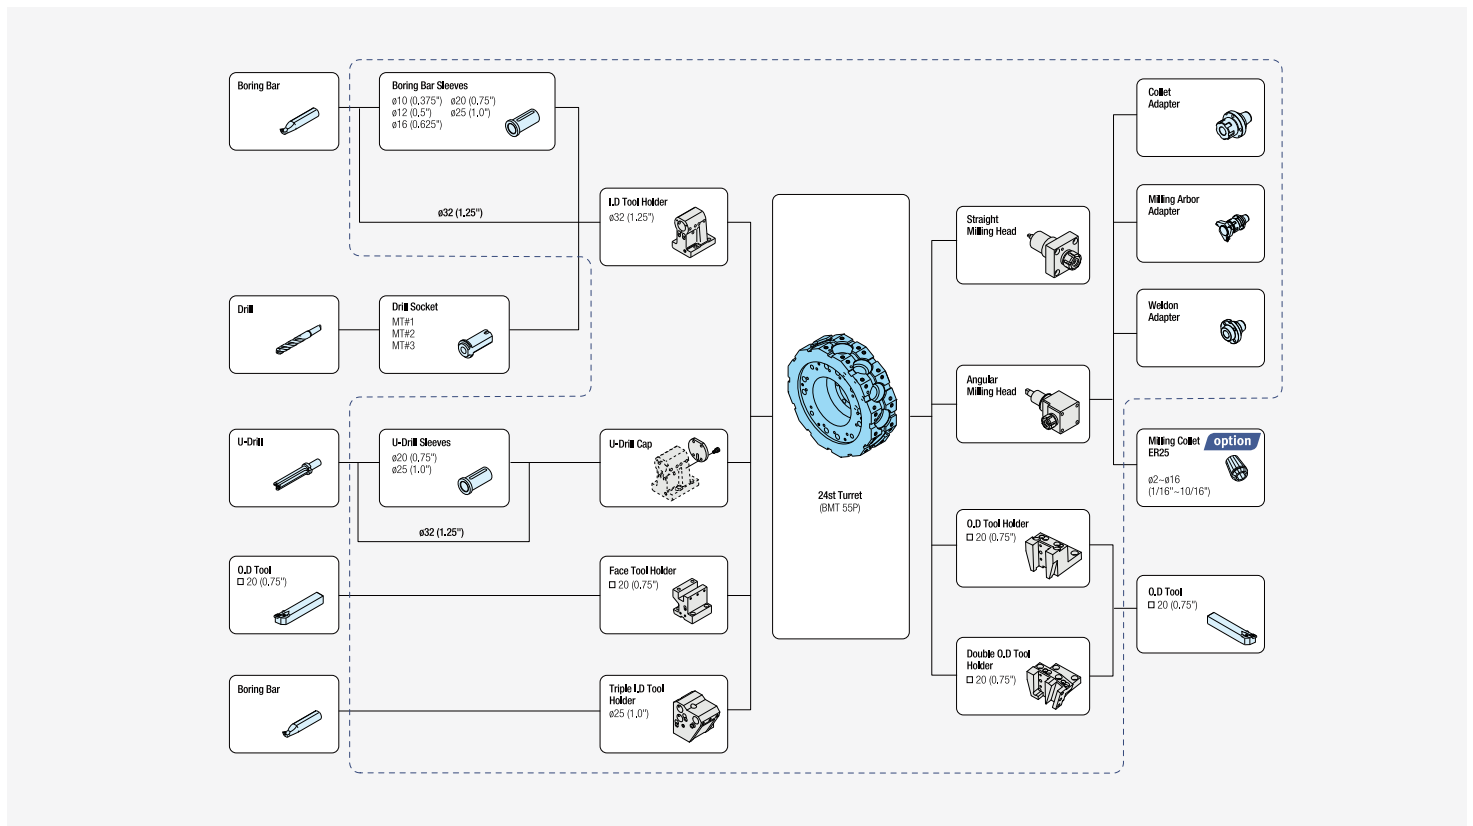 Boring Bar
Boring Bar Sleeves
ø10 (0.375") ø20 (0.75")
ø12 (0.5") ø25 (1.0")
ø16 (0.625")
ø32 (1.25")
I.D Tool Holder
ø32 (1.25")
Drill
Drill Socket
MT#1
MT#2
MT#3
U-Drill
U-Drill Sleeves
ø20 (0.75")
ø25 (1.0")
ø32 (1.25")
U-Drill Cap
O.D Tool
□ 20 (0.75")
Face Tool Holder
□ 20 (0.75")
Boring Bar
Triple I.D Tool
Holder
ø25 (1.0")
24st Turret
(BMT 55P)
Straight
Milling Head
Angular
Milling Head
O.D Tool Holder
□ 20 (0.75")
Double O.D Tool
Holder
□ 20 (0.75")
Collet
Adapter
Milling Arbor
Adapter
Weldon
Adapter
Milling Collet option
ER25
ø2~ø16
(1/16"~10/16")
O.D Tool
□ 20 (0.75")